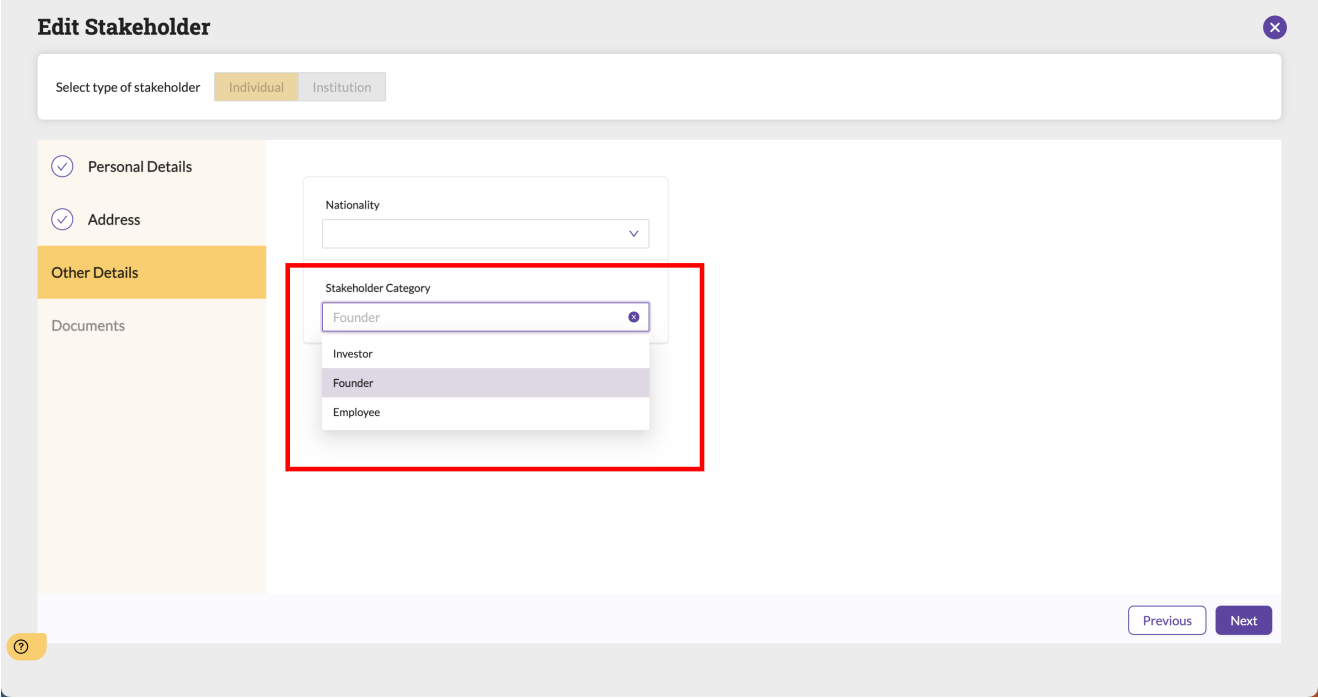 Edit Stakeholder
Select type of stakeholder Individual Institution
Personal Details
Address
Other Details
Documents
Nationality
Stakeholder Category
Founder
Investor
Founder
Employee
Previous Next